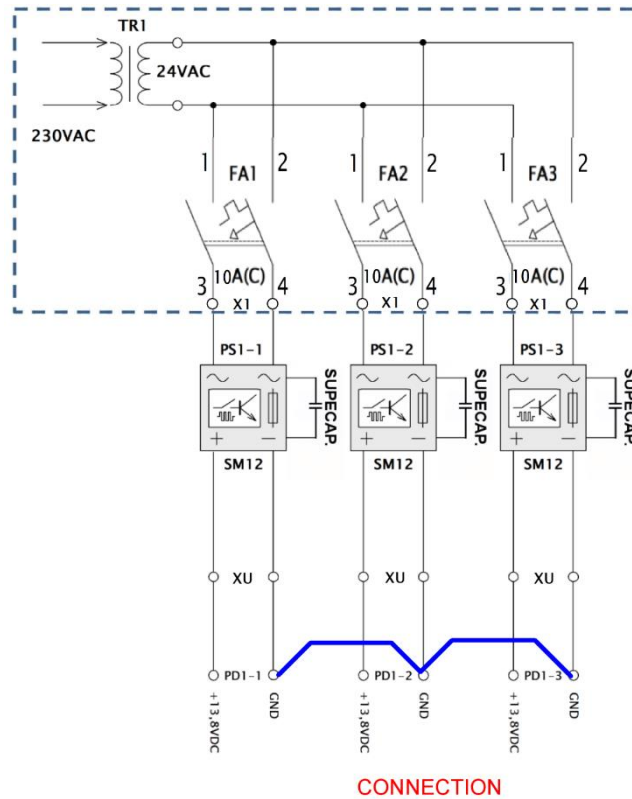 TR1
24VAC
230VAC
1 2 1 2 1 2
FA1 FA2 FA3
10A(C) 10A(C) 10A(C)
3 4 3 4 3 4
X1 X1 X1
PS1-1 PS1-2 PS1-3
SUPECAP. SUPECAP. SUPECAP.
+ − + − + −
SM12 SM12 SM12
XU XU XU
PD1-1 PD1-2 PD1-3
+13,8VDC GND +13,8VDC GND +13,8VDC GND
CONNECTION